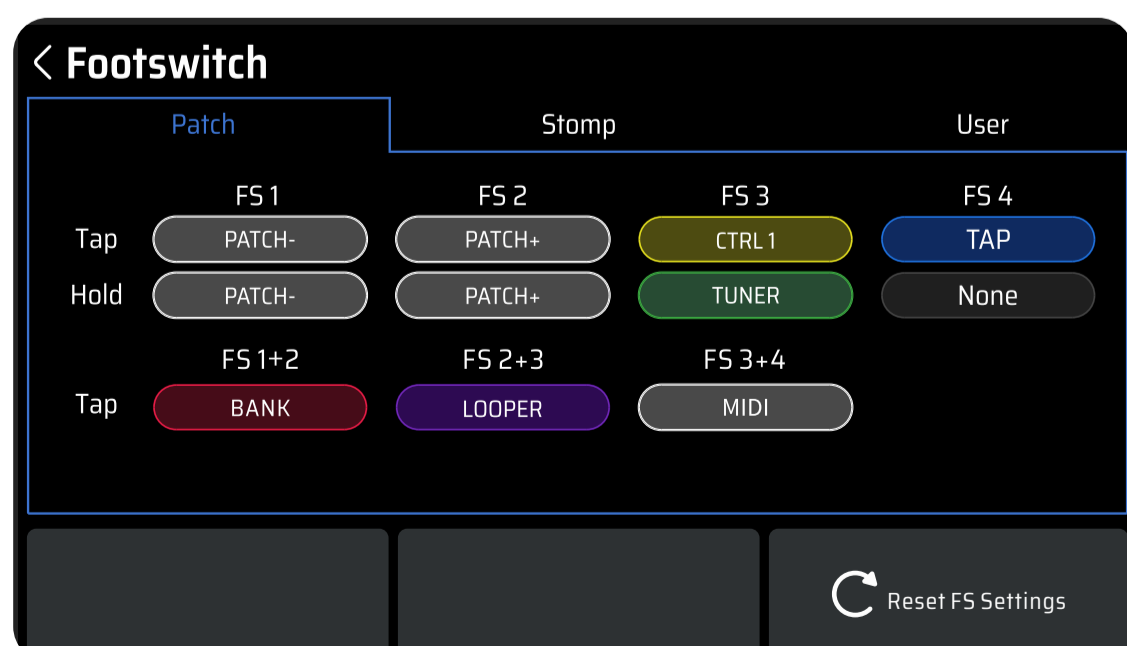 Footswitch
Patch Stomp User
FS 1 FS 2 FS 3 FS 4
Tap PATCH- PATCH+ CTRL 1 TAP
Hold PATCH- PATCH+ TUNER None
FS 1+2 FS 2+3 FS 3+4
Tap BANK LOOPER MIDI
Reset FS Settings